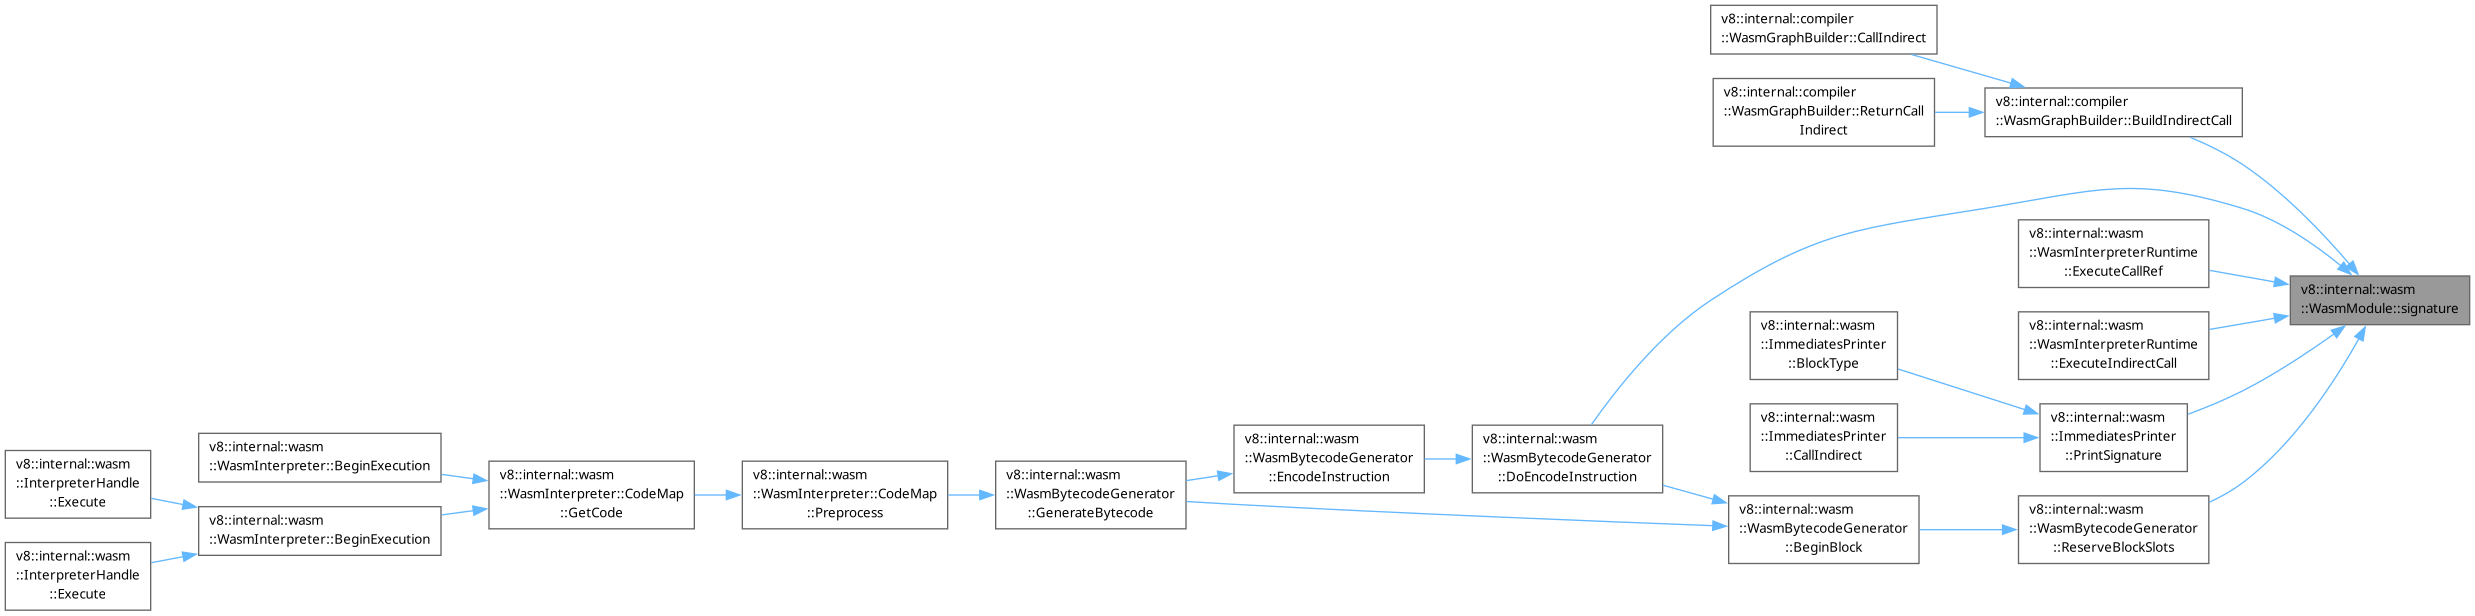 v8::internal::compiler
::WasmGraphBuilder::CallIndirect
v8::internal::compiler
::WasmGraphBuilder::ReturnCall
Indirect
v8::internal::compiler
::WasmGraphBuilder::BuildIndirectCall
v8::internal::wasm
::WasmInterpreterRuntime
::ExecuteCallRef
v8::internal::wasm
::WasmModule::signature
v8::internal::wasm
::WasmInterpreterRuntime
::ExecuteIndirectCall
v8::internal::wasm
::ImmediatesPrinter
::BlockType
v8::internal::wasm
::ImmediatesPrinter
::CallIndirect
v8::internal::wasm
::ImmediatesPrinter
::PrintSignature
v8::internal::wasm
::InterpreterHandle
::Execute
v8::internal::wasm
::WasmInterpreter::BeginExecution
v8::internal::wasm
::WasmInterpreter::CodeMap
::GetCode
v8::internal::wasm
::WasmInterpreter::CodeMap
::Preprocess
v8::internal::wasm
::WasmBytecodeGenerator
::GenerateBytecode
v8::internal::wasm
::WasmBytecodeGenerator
::EncodeInstruction
v8::internal::wasm
::WasmBytecodeGenerator
::DoEncodeInstruction
v8::internal::wasm
::WasmBytecodeGenerator
::BeginBlock
v8::internal::wasm
::WasmBytecodeGenerator
::ReserveBlockSlots
v8::internal::wasm
::WasmInterpreter::BeginExecution
v8::internal::wasm
::InterpreterHandle
::Execute